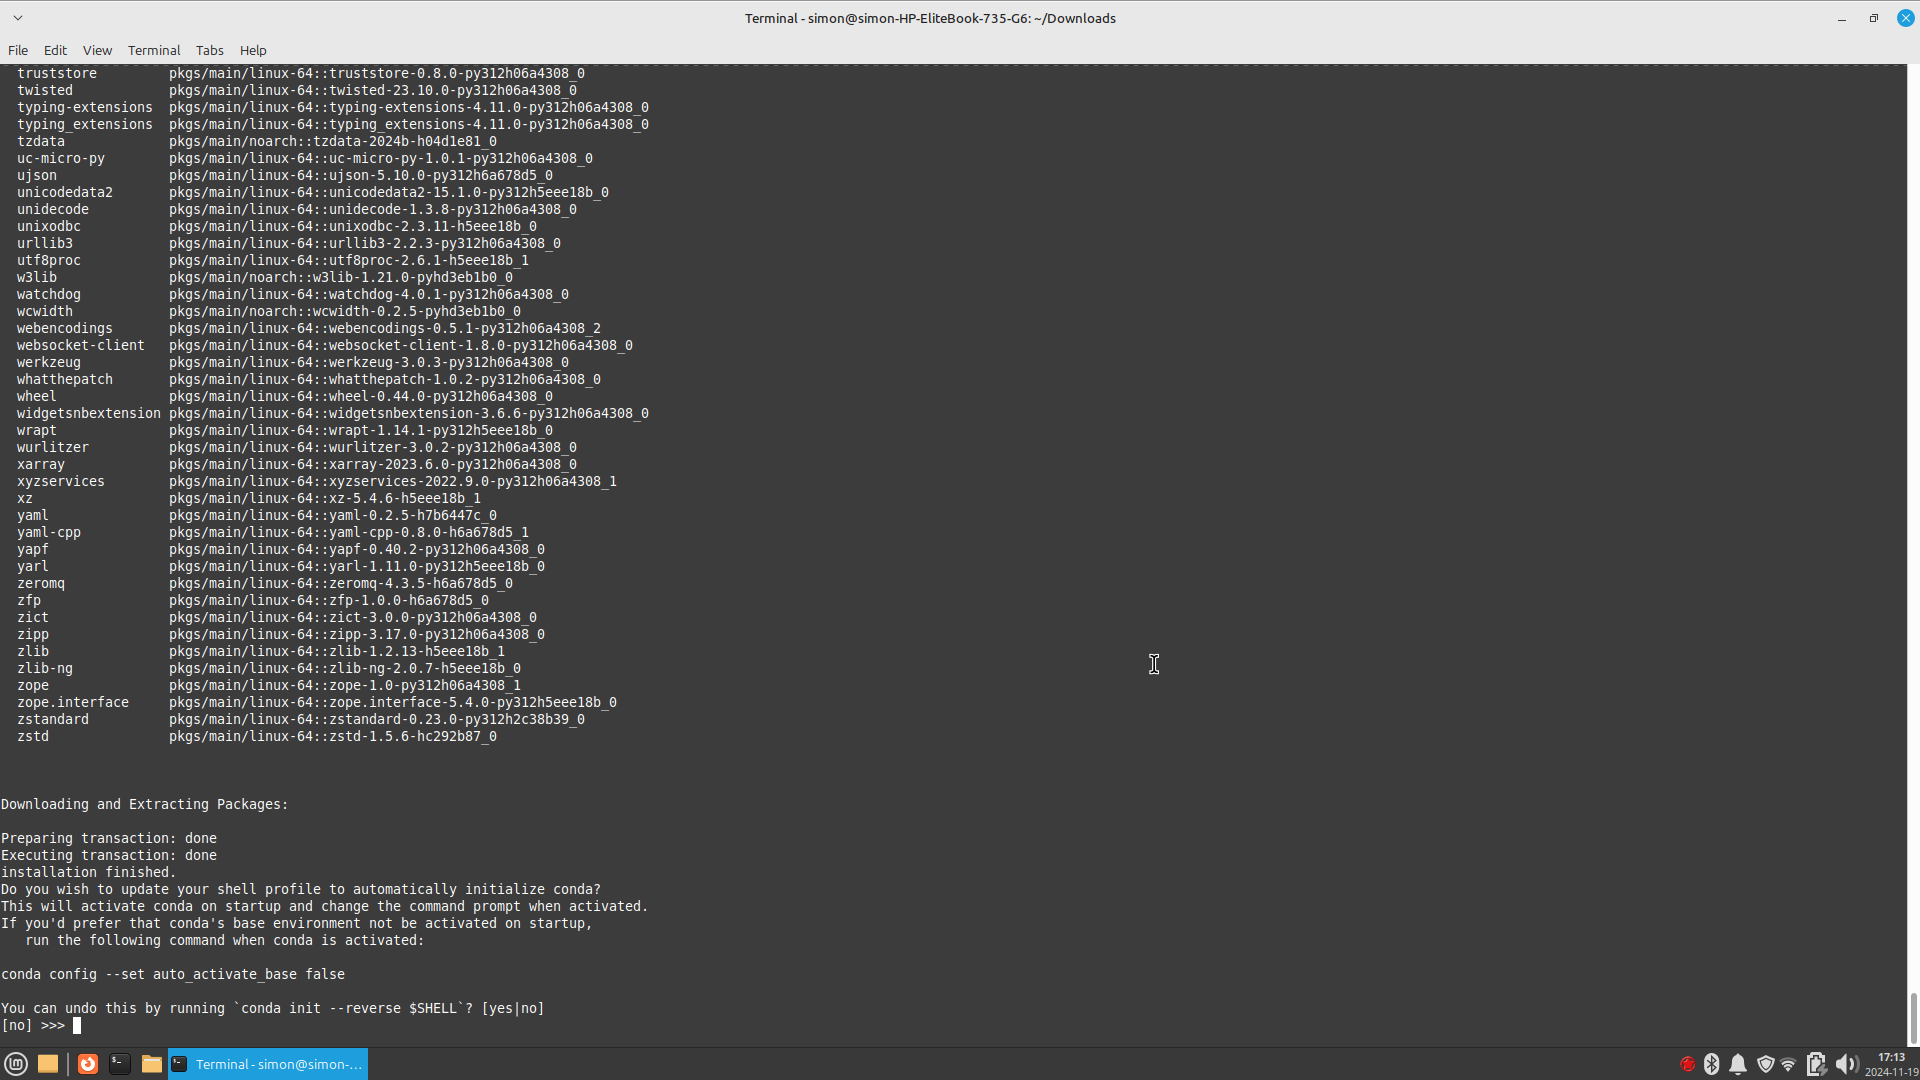 Terminal - simon@simon-HP-EliteBook-735-G6: ~/Downloads
File Edit View Terminal Tabs Help
truststore pkgs/main/linux-64::truststore-0.8.0-py312h06a4308_0
twisted pkgs/main/linux-64::twisted-23.10.0-py312h06a4308_0
typing-extensions pkgs/main/linux-64::typing-extensions-4.11.0-py312h06a4308_0
typing_extensions pkgs/main/linux-64::typing_extensions-4.11.0-py312h06a4308_0
tzdata pkgs/main/noarch::tzdata-2024b-h04d1e81_0
uc-micro-py pkgs/main/linux-64::uc-micro-py-1.0.1-py312h06a4308_0
ujson pkgs/main/linux-64::ujson-5.10.0-py312h6a678d5_0
unicodedata2 pkgs/main/linux-64::unicodedata2-15.1.0-py312h5eee18b_0
unidecode pkgs/main/linux-64::unidecode-1.3.8-py312h06a4308_0
unixodbc pkgs/main/linux-64::unixodbc-2.3.11-h5eee18b_0
urllib3 pkgs/main/linux-64::urllib3-2.2.3-py312h06a4308_0
utf8proc pkgs/main/linux-64::utf8proc-2.6.1-h5eee18b_1
w3lib pkgs/main/noarch::w3lib-1.21.0-pyhd3eb1b0_0
watchdog pkgs/main/linux-64::watchdog-4.0.1-py312h06a4308_0
wcwidth pkgs/main/noarch::wcwidth-0.2.5-pyhd3eb1b0_0
webencodings pkgs/main/linux-64::webencodings-0.5.1-py312h06a4308_2
websocket-client pkgs/main/linux-64::websocket-client-1.8.0-py312h06a4308_0
werkzeug pkgs/main/linux-64::werkzeug-3.0.3-py312h06a4308_0
whatthepatch pkgs/main/linux-64::whatthepatch-1.0.2-py312h06a4308_0
wheel pkgs/main/linux-64::wheel-0.44.0-py312h06a4308_0
widgetsnbextension pkgs/main/linux-64::widgetsnbextension-3.6.6-py312h06a4308_0
wrapt pkgs/main/linux-64::wrapt-1.14.1-py312h5eee18b_0
wurlitzer pkgs/main/linux-64::wurlitzer-3.0.2-py312h06a4308_0
xarray pkgs/main/linux-64::xarray-2023.6.0-py312h06a4308_0
xyzservices pkgs/main/linux-64::xyzservices-2022.9.0-py312h06a4308_1
xz pkgs/main/linux-64::xz-5.4.6-h5eee18b_1
yaml pkgs/main/linux-64::yaml-0.2.5-h7b6447c_0
yaml-cpp pkgs/main/linux-64::yaml-cpp-0.8.0-h6a678d5_1
yapf pkgs/main/linux-64::yapf-0.40.2-py312h06a4308_0
yarl pkgs/main/linux-64::yarl-1.11.0-py312h5eee18b_0
zeromq pkgs/main/linux-64::zeromq-4.3.5-h6a678d5_0
zfp pkgs/main/linux-64::zfp-1.0.0-h6a678d5_0
zict pkgs/main/linux-64::zict-3.0.0-py312h06a4308_0
zipp pkgs/main/linux-64::zipp-3.17.0-py312h06a4308_0
zlib pkgs/main/linux-64::zlib-1.2.13-h5eee18b_1
zlib-ng pkgs/main/linux-64::zlib-ng-2.0.7-h5eee18b_0
zope pkgs/main/linux-64::zope-1.0-py312h06a4308_1
zope.interface pkgs/main/linux-64::zope.interface-5.4.0-py312h5eee18b_0
zstandard pkgs/main/linux-64::zstandard-0.23.0-py312h2c38b39_0
zstd pkgs/main/linux-64::zstd-1.5.6-hc292b87_0
Downloading and Extracting Packages:
Preparing transaction: done
Executing transaction: done
installation finished.
Do you wish to update your shell profile to automatically initialize conda?
This will activate conda on startup and change the command prompt when activated.
If you'd prefer that conda's base environment not be activated on startup,
run the following command when conda is activated:
conda config --set auto_activate_base false
You can undo this by running `conda init --reverse $SHELL`? [yes|no]
[no] >>>
Terminal - simon@simon-...
17:13
2024-11-19